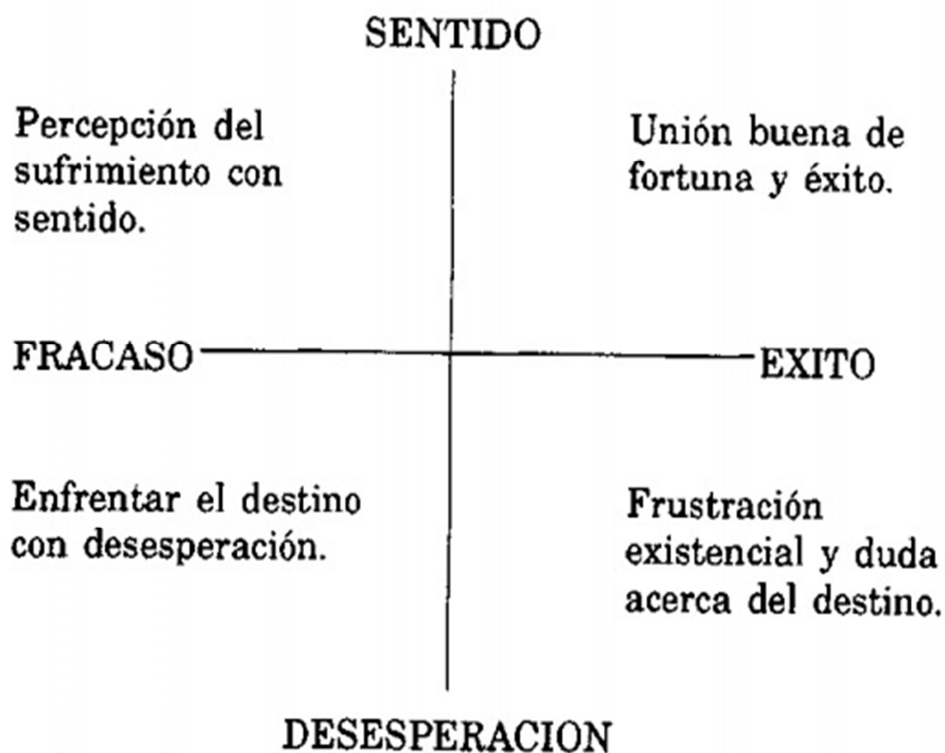 SENTIDO
Percepción del
sufrimiento con
sentido.
Unión buena de
fortuna y éxito.
FRACASO
EXITO
Enfrentar el destino
con desesperación.
Frustración
existencial y duda
acerca del destino.
DESESPERACION